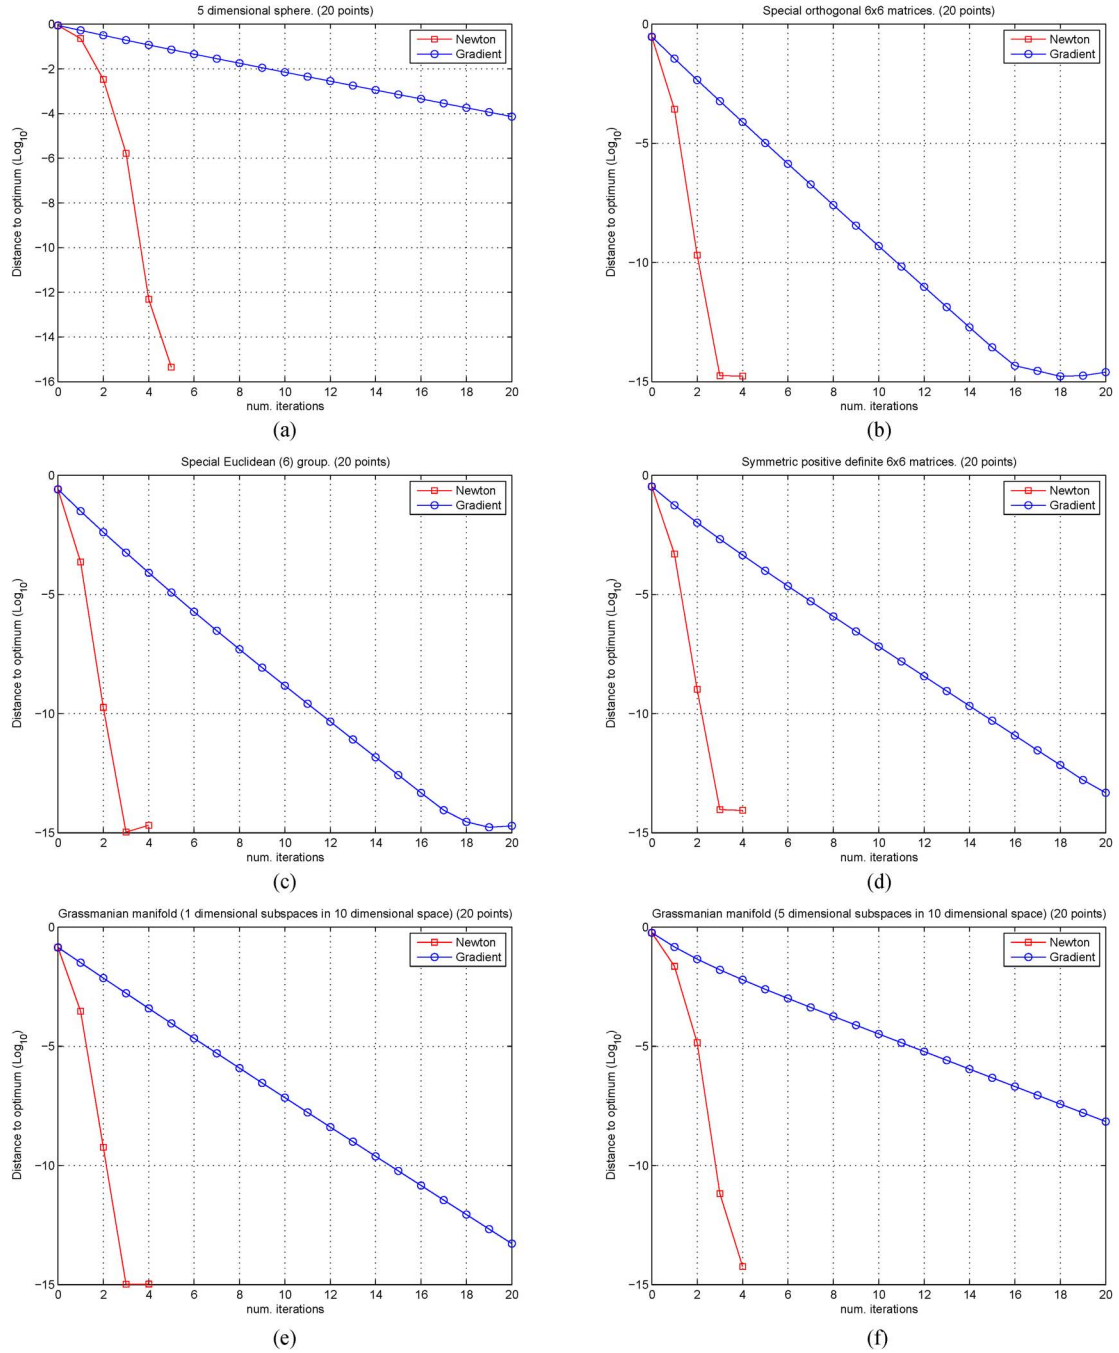 5 dimensional sphere. (20 points)
Newton
Gradient
Distance to optimum (Log10)
0
−2
−4
−6
−8
−10
−12
−14
−16
0 2 4 6 8 10 12 14 16 18 20
num. iterations
(a)
Special orthogonal 6x6 matrices. (20 points)
Newton
Gradient
Distance to optimum (Log10)
0
−5
−10
−15
0 2 4 6 8 10 12 14 16 18 20
num. iterations
(b)
Special Euclidean (6) group. (20 points)
Newton
Gradient
Distance to optimum (Log10)
0
−5
−10
−15
0 2 4 6 8 10 12 14 16 18 20
num. iterations
(c)
Symmetric positive definite 6x6 matrices. (20 points)
Newton
Gradient
Distance to optimum (Log10)
0
−5
−10
−15
0 2 4 6 8 10 12 14 16 18 20
num. iterations
(d)
Grassmanian manifold (1 dimensional subspaces in 10 dimensional space) (20 points)
Newton
Gradient
Distance to optimum (Log10)
0
−5
−10
−15
0 2 4 6 8 10 12 14 16 18 20
num. iterations
(e)
Grassmanian manifold (5 dimensional subspaces in 10 dimensional space) (20 points)
Newton
Gradient
Distance to optimum (Log10)
0
−5
−10
−15
0 2 4 6 8 10 12 14 16 18 20
num. iterations
(f)